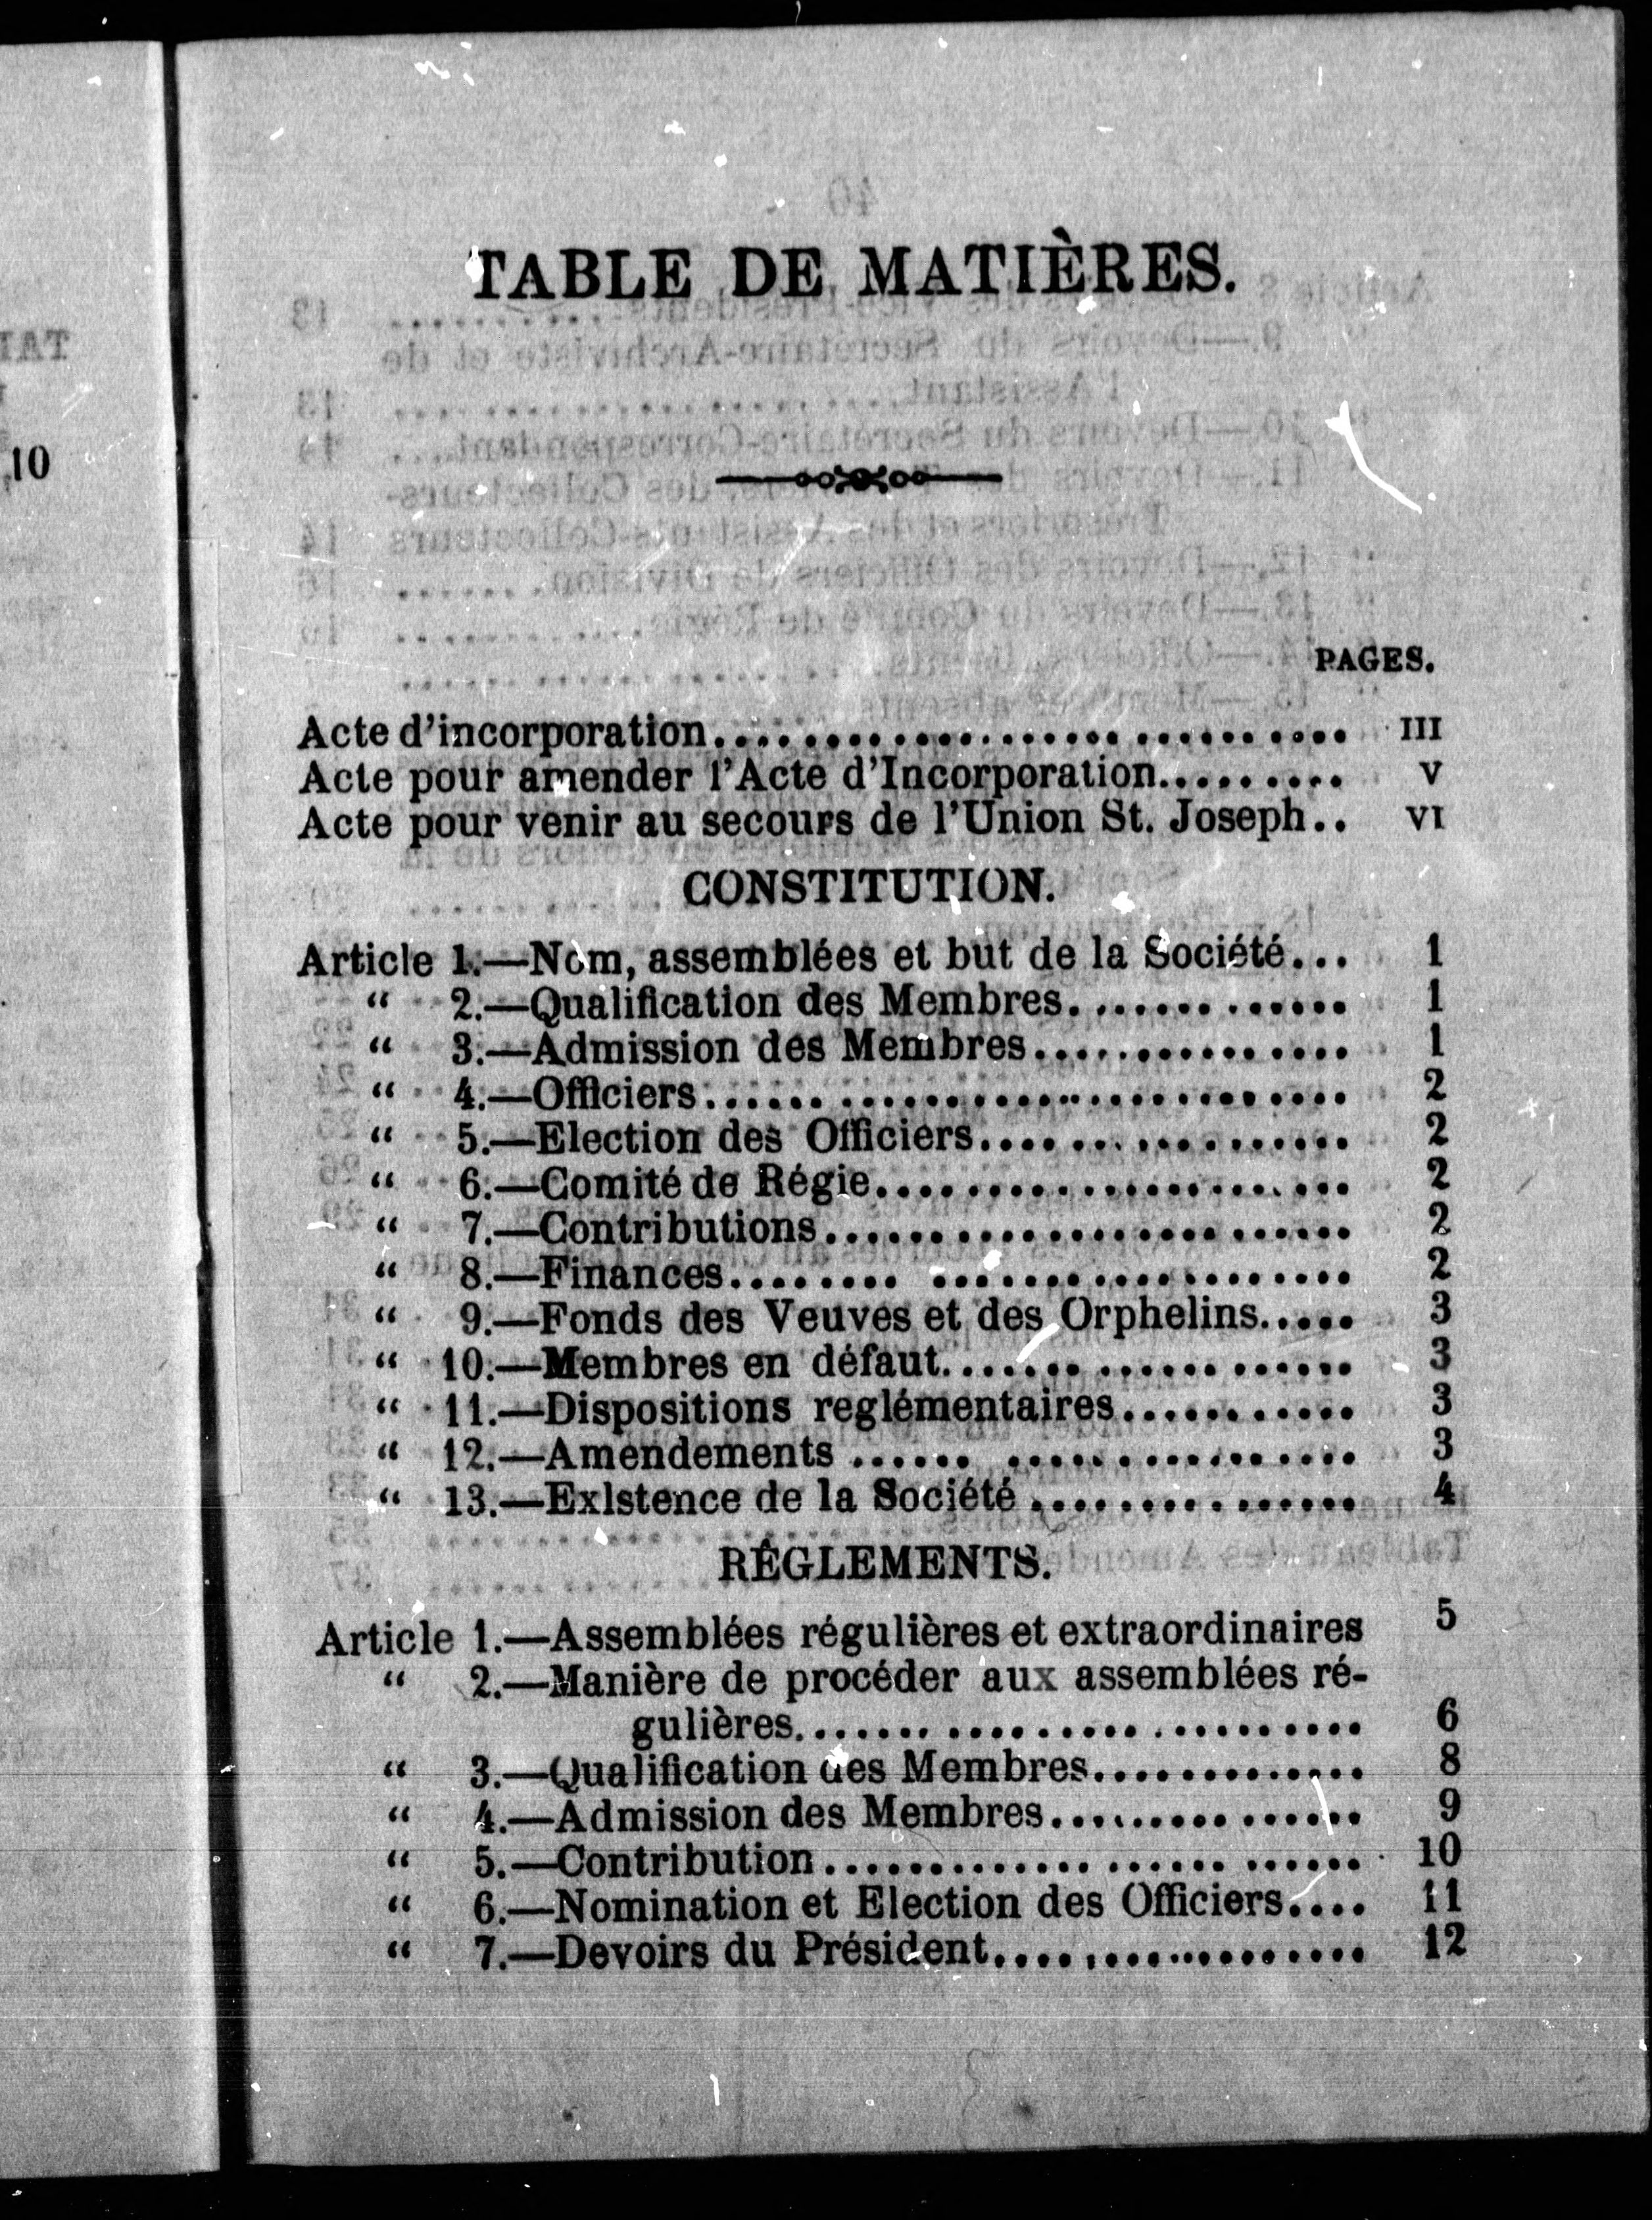 TABLE DE MATIÈRES.
10
PAGES.
Acte d'incorporation........................................ III
Acte pour amender l'Acte d'Incorporation......... V
Acte pour venir au secours de l'Union St. Joseph.. VI
CONSTITUTION.
Article 1.—Nom, assemblées et but de la Société... 1
“ 2.—Qualification des Membres............. 1
“ 3.—Admission des Membres............... 1
“ 4.—Officiers............................. 2
“ 5.—Election des Officiers................. 2
“ 6.—Comité de Régie...................... 2
“ 7.—Contributions........................ 2
“ 8.—Finances........ ................... 2
“ 9.—Fonds des Veuves et des Orphelins..... 3
“ 10.—Membres en défaut................... 3
“ 11.—Dispositions reglémentaires........... 3
“ 12.—Amendements ...... ................ 3
“ 13.—Exlstence de la Société ............... 4
RÉGLEMENTS.
Article 1.—Assemblées régulières et extraordinaires 5
“ 2.—Manière de procéder aux assemblées ré-
gulières......................... 6
“ 3.—Qualification des Membres............. 8
“ 4.—Admission des Membres............... 9
“ 5.—Contribution............. ...... ...... 10
“ 6.—Nomination et Election des Officiers.... 11
“ 7.—Devoirs du Président................. 12